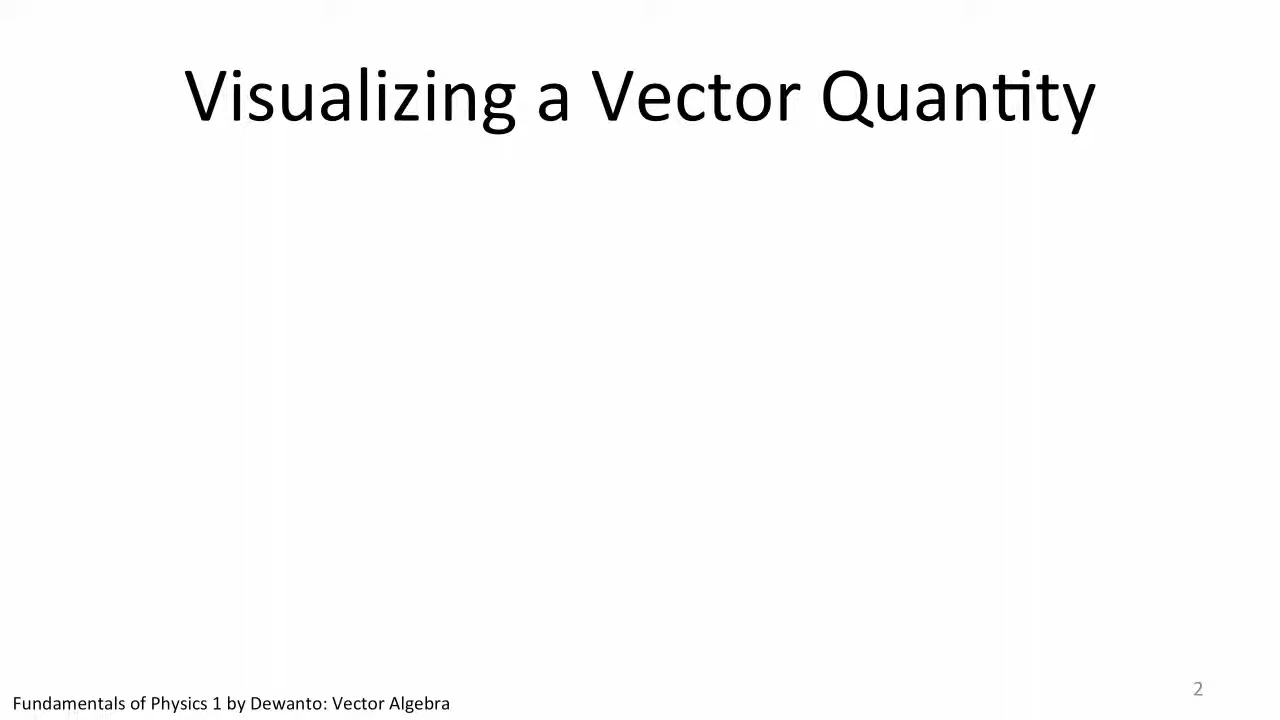 Visualizing a Vector Quantity
2
Fundamentals of Physics 1 by Dewanto: Vector Algebra